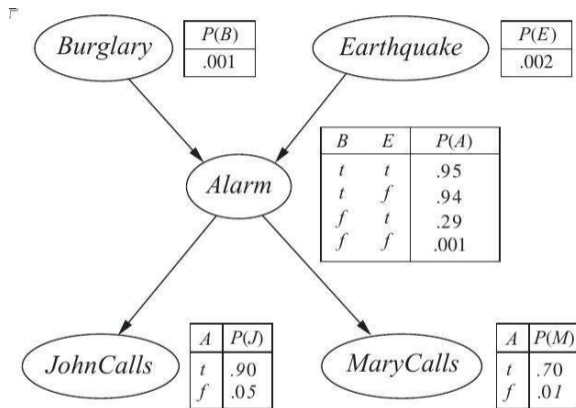 Burglary
P(B)
.001
Earthquake
P(E)
.002
B E P(A)
t t .95
t f .94
f t .29
f f .001
Alarm
JohnCalls
A P(J)
t .90
f .05
MaryCalls
A P(M)
t .70
f .01